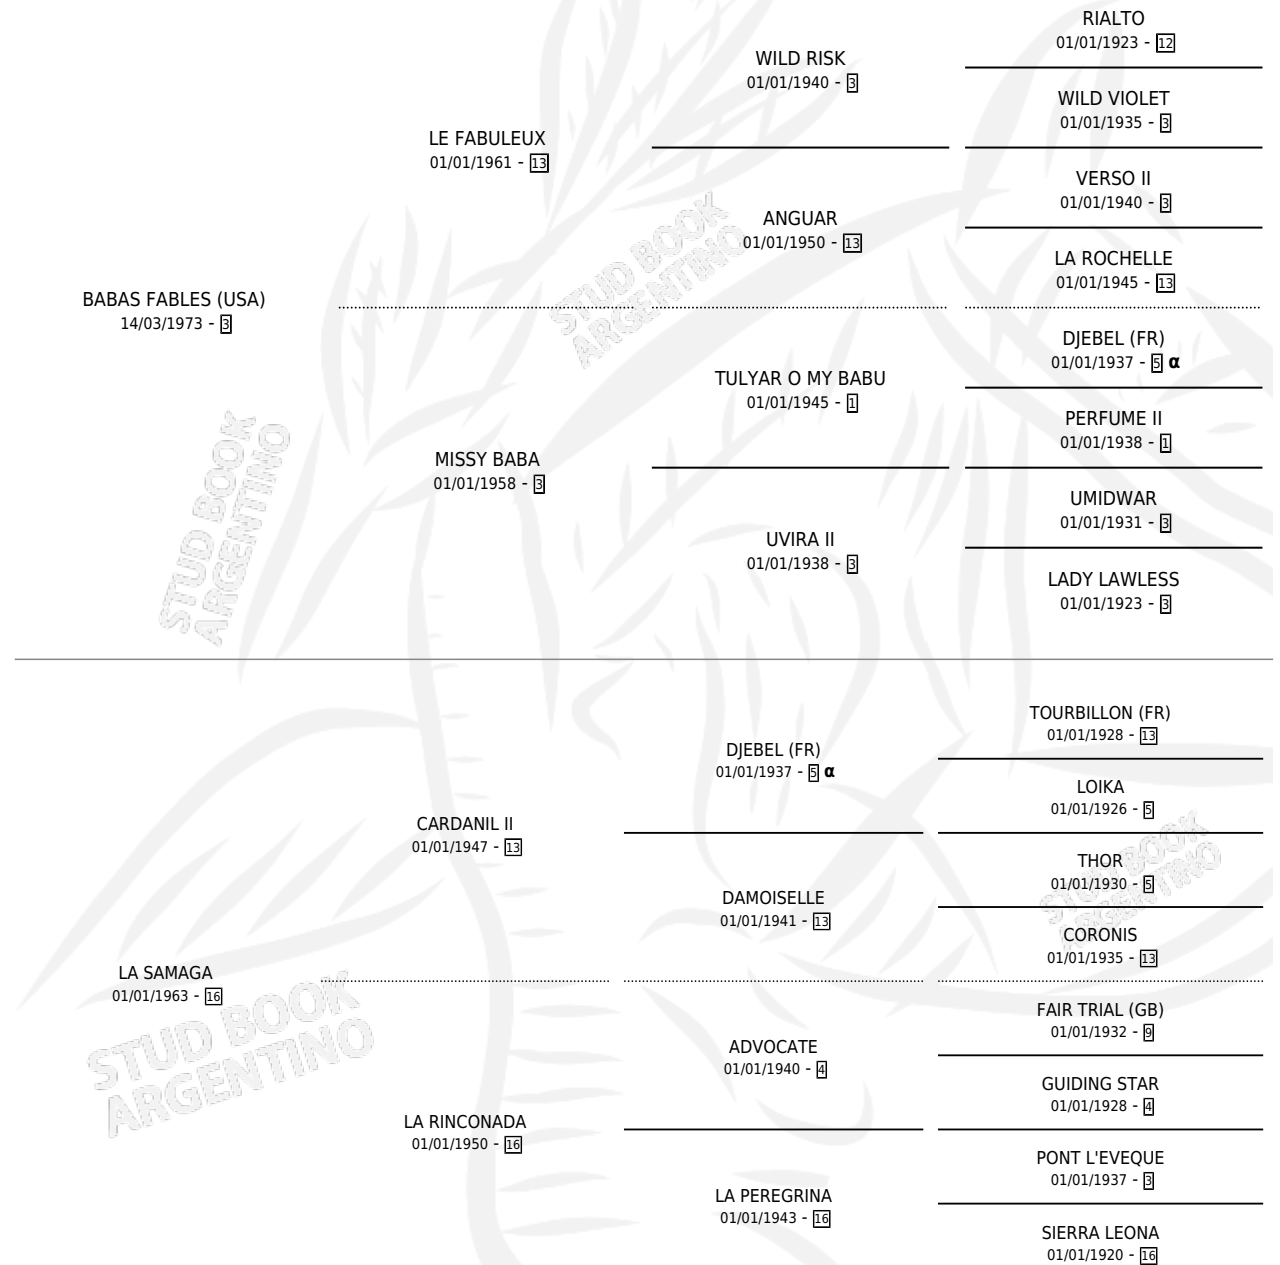 RIALTO
01/01/1923 - 12
WILD RISK
01/01/1940 - 3
WILD VIOLET
01/01/1935 - 3
LE FABULEUX
01/01/1961 - 13
VERSO II
01/01/1940 - 3
ANGUAR
01/01/1950 - 13
LA ROCHELLE
01/01/1945 - 13
BABAS FABLES (USA)
14/03/1973 - 3
DJEBEL (FR)
01/01/1937 - 5 α
TULYAR O MY BABU
01/01/1945 - 1
PERFUME II
01/01/1938 - 1
MISSY BABA
01/01/1958 - 3
UMIDWAR
01/01/1931 - 3
UVIRA II
01/01/1938 - 3
LADY LAWLESS
01/01/1923 - 3
TOURBILLON (FR)
01/01/1928 - 13
DJEBEL (FR)
01/01/1937 - 5 α
LOIKA
01/01/1926 - 5
CARDANIL II
01/01/1947 - 13
THOR
01/01/1930 - 5
DAMOISELLE
01/01/1941 - 13
CORONIS
01/01/1935 - 13
LA SAMAGA
01/01/1963 - 16
FAIR TRIAL (GB)
01/01/1932 - 9
ADVOCATE
01/01/1940 - 4
GUIDING STAR
01/01/1928 - 4
LA RINCONADA
01/01/1950 - 16
PONT L'EVEQUE
01/01/1937 - 3
LA PEREGRINA
01/01/1943 - 16
SIERRA LEONA
01/01/1920 - 16
STUD BOOK
ARGENTINO
STUD BOOK
ARGENTINO
STUD BOOK
ARGENTINO
STUD BOOK
ARGENTINO